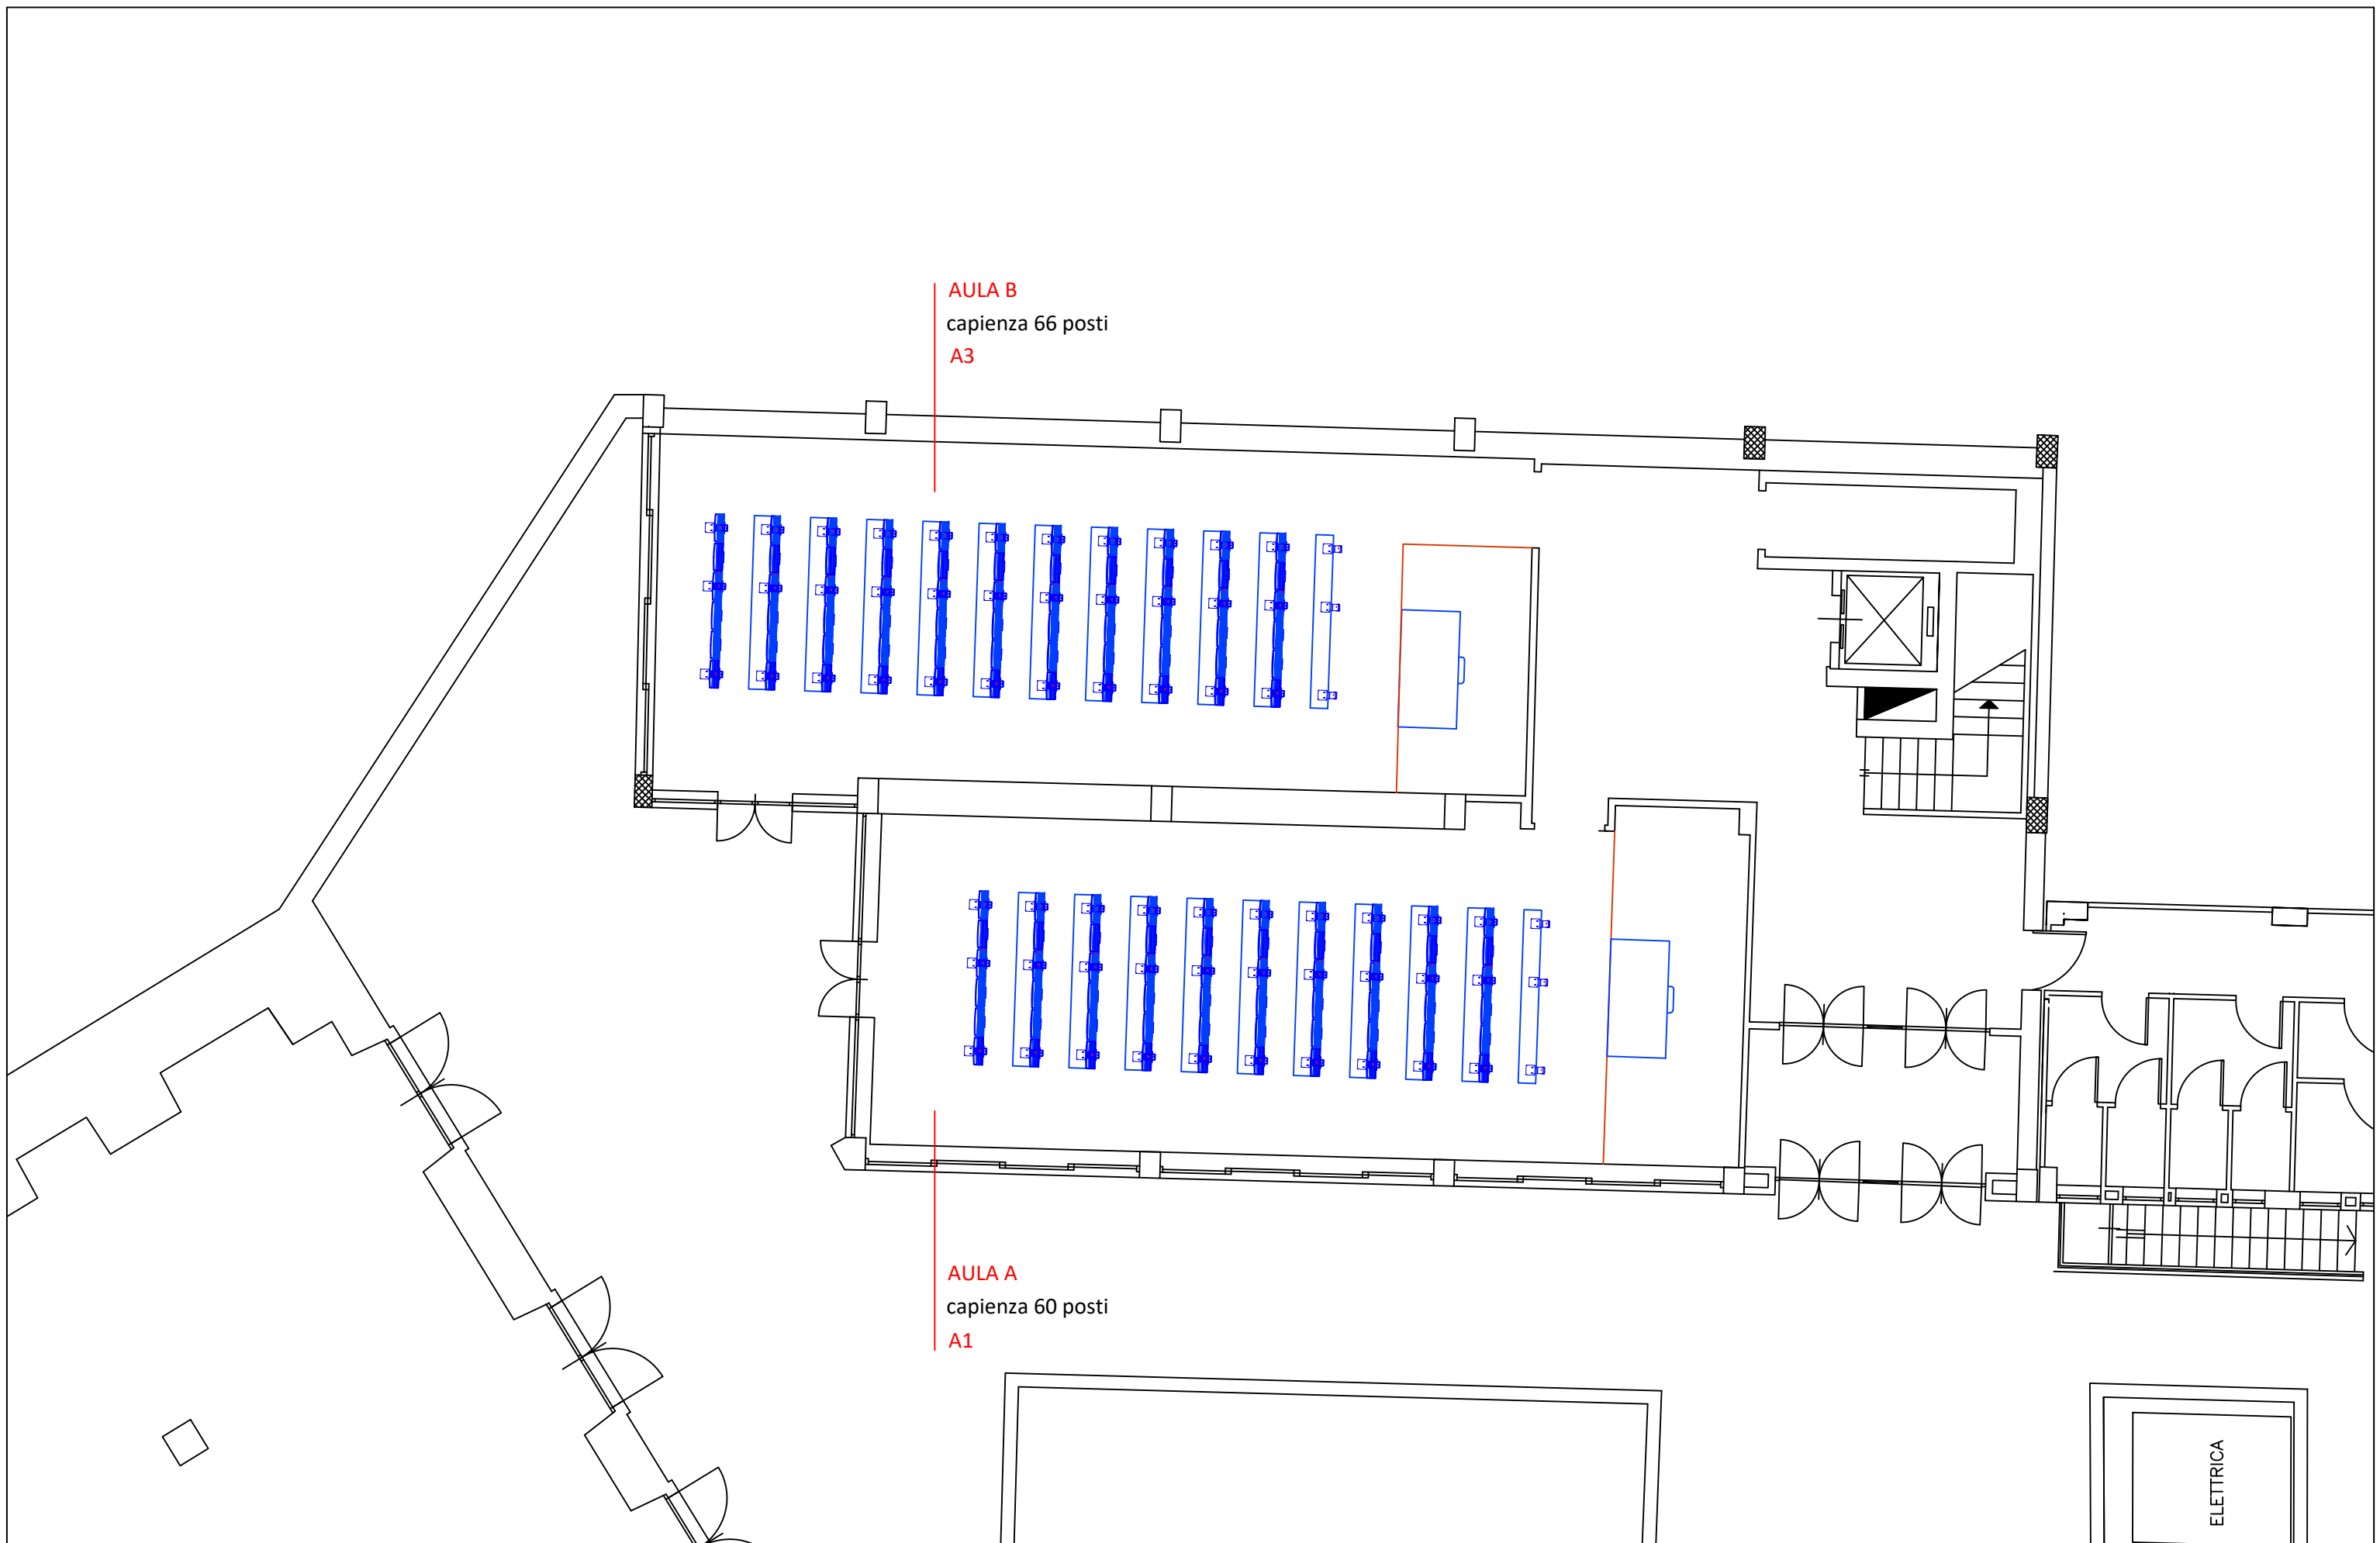 AULA B
capienza 66 posti
A3
AULA A
capienza 60 posti
A1
ELETTRICA